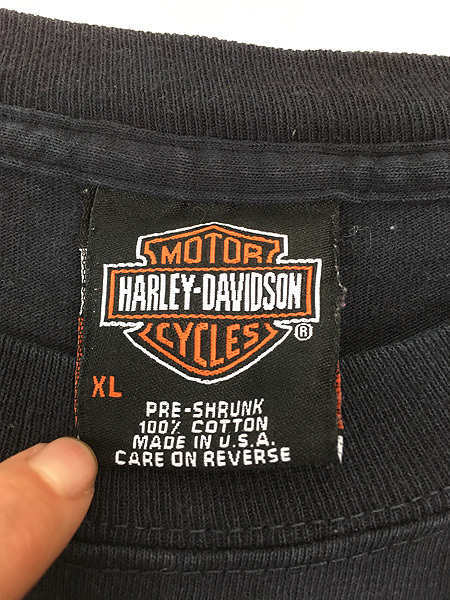 MOTOR
HARLEY-DAVIDSON
CYCLES ®
XL
PRE-SHRUNK
100% COTTON
MADE IN U.S.A.
CARE ON REVERSE